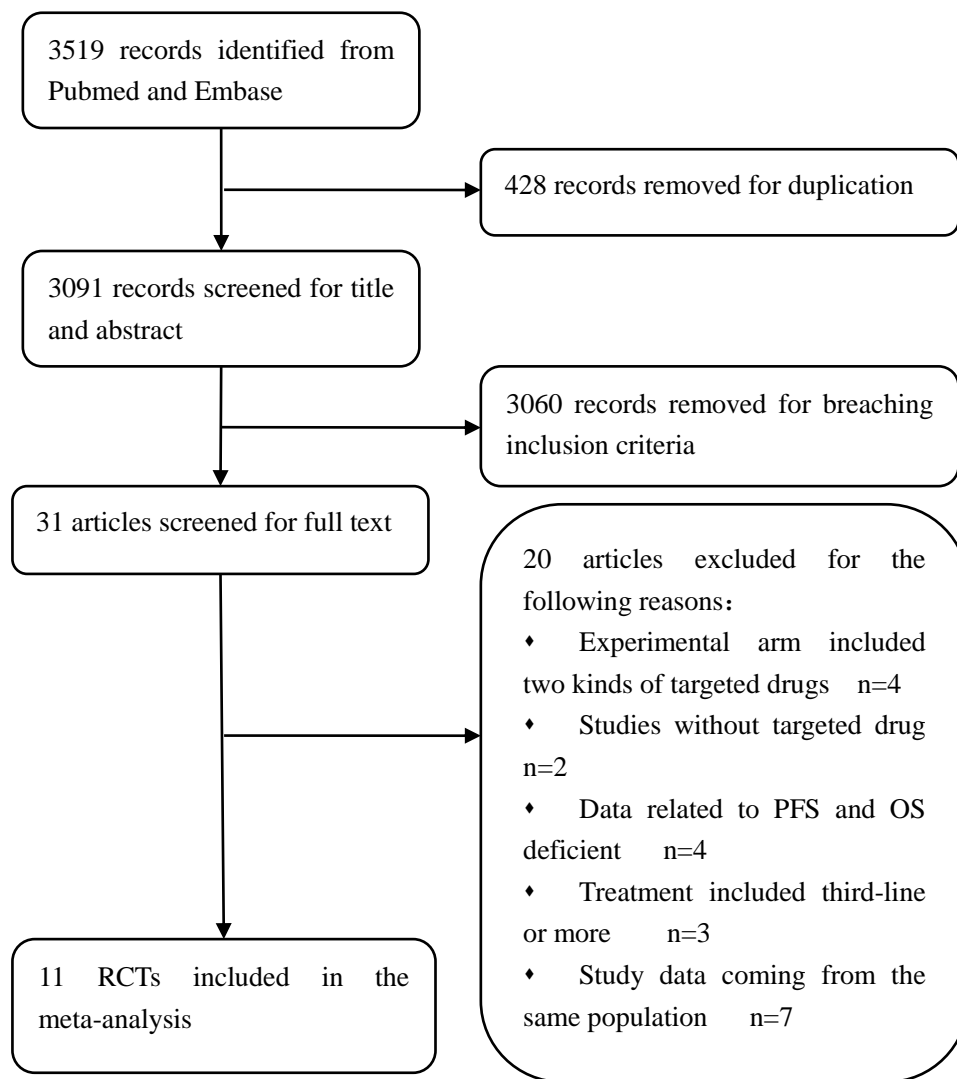 3519 records identified from
Pubmed and Embase
428 records removed for duplication
3091 records screened for title
and abstract
3060 records removed for breaching
inclusion criteria
31 articles screened for full text
20 articles excluded for the
following reasons：
♦ Experimental arm included
two kinds of targeted drugs n=4
♦ Studies without targeted drug
n=2
♦ Data related to PFS and OS
deficient n=4
♦ Treatment included third-line
or more n=3
♦ Study data coming from the
same population n=7
11 RCTs included in the
meta-analysis